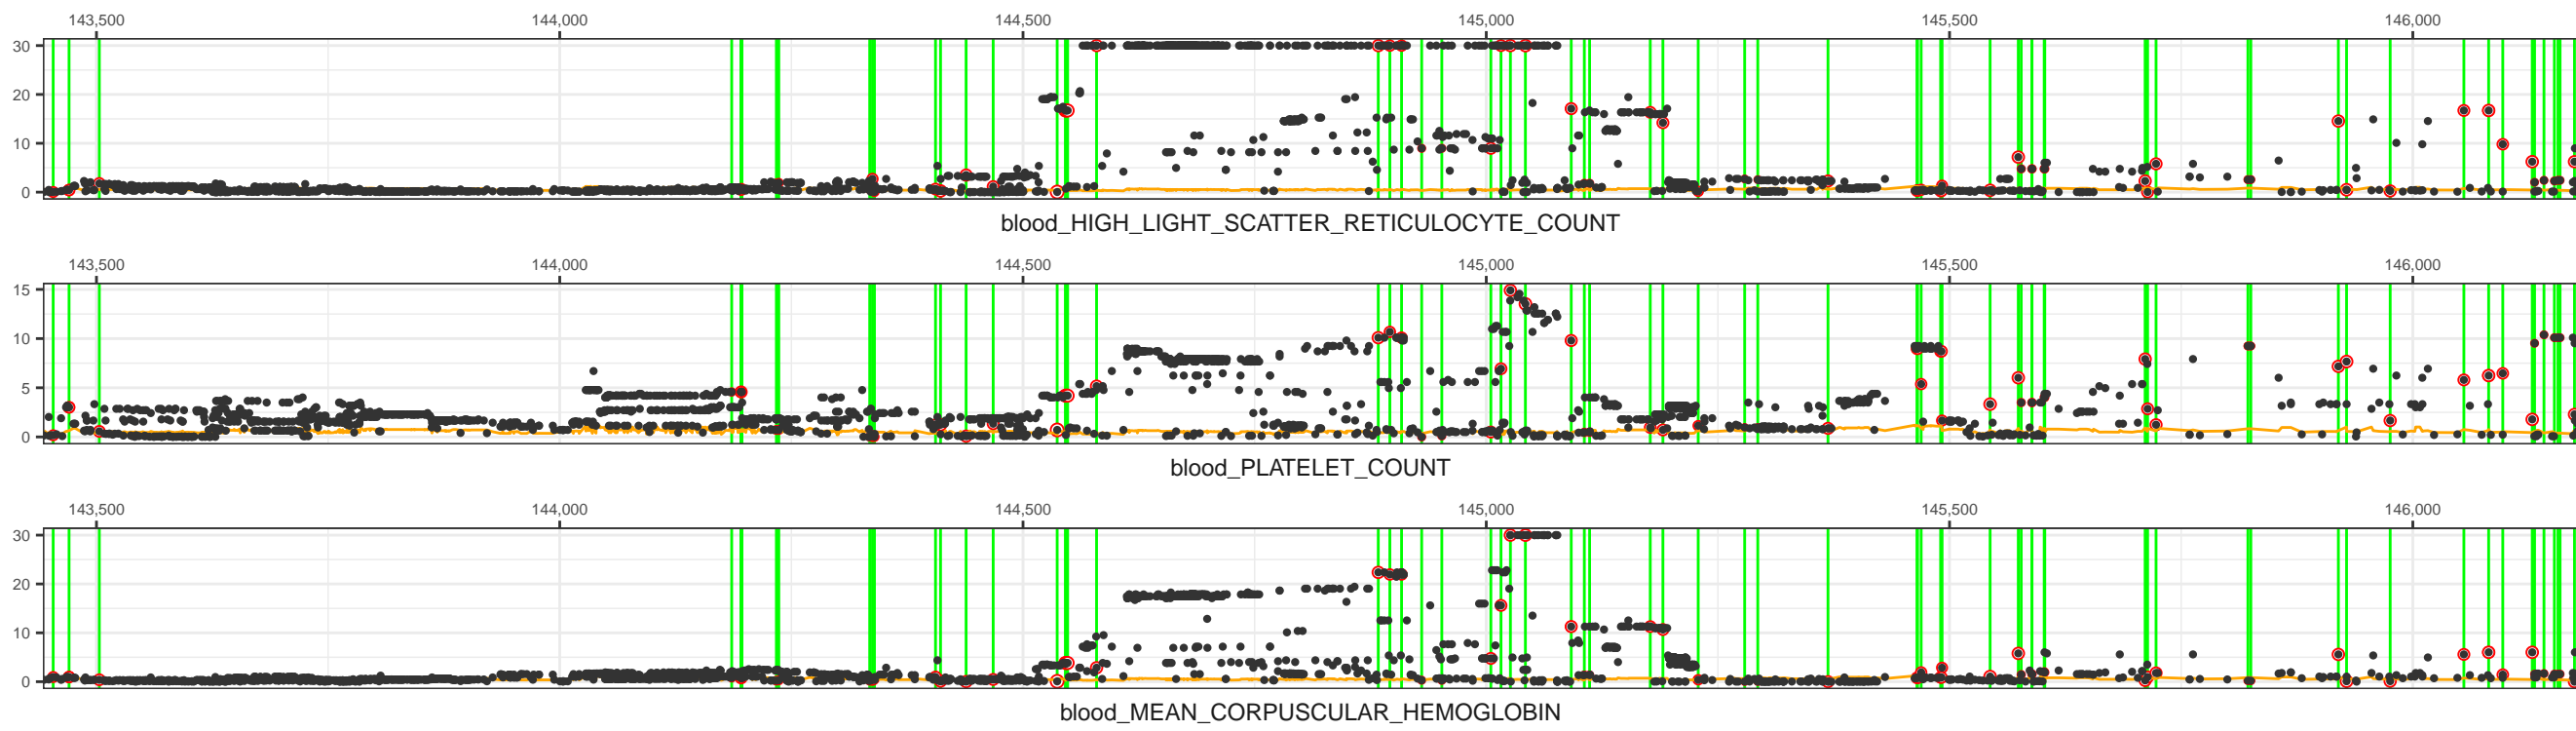 143,500 144,000 144,500 145,000 145,500 146,000
30
20
10
0
blood_HIGH_LIGHT_SCATTER_RETICULOCYTE_COUNT
143,500 144,000 144,500 145,000 145,500 146,000
15
10
5
0
blood_PLATELET_COUNT
143,500 144,000 144,500 145,000 145,500 146,000
30
20
10
0
blood_MEAN_CORPUSCULAR_HEMOGLOBIN